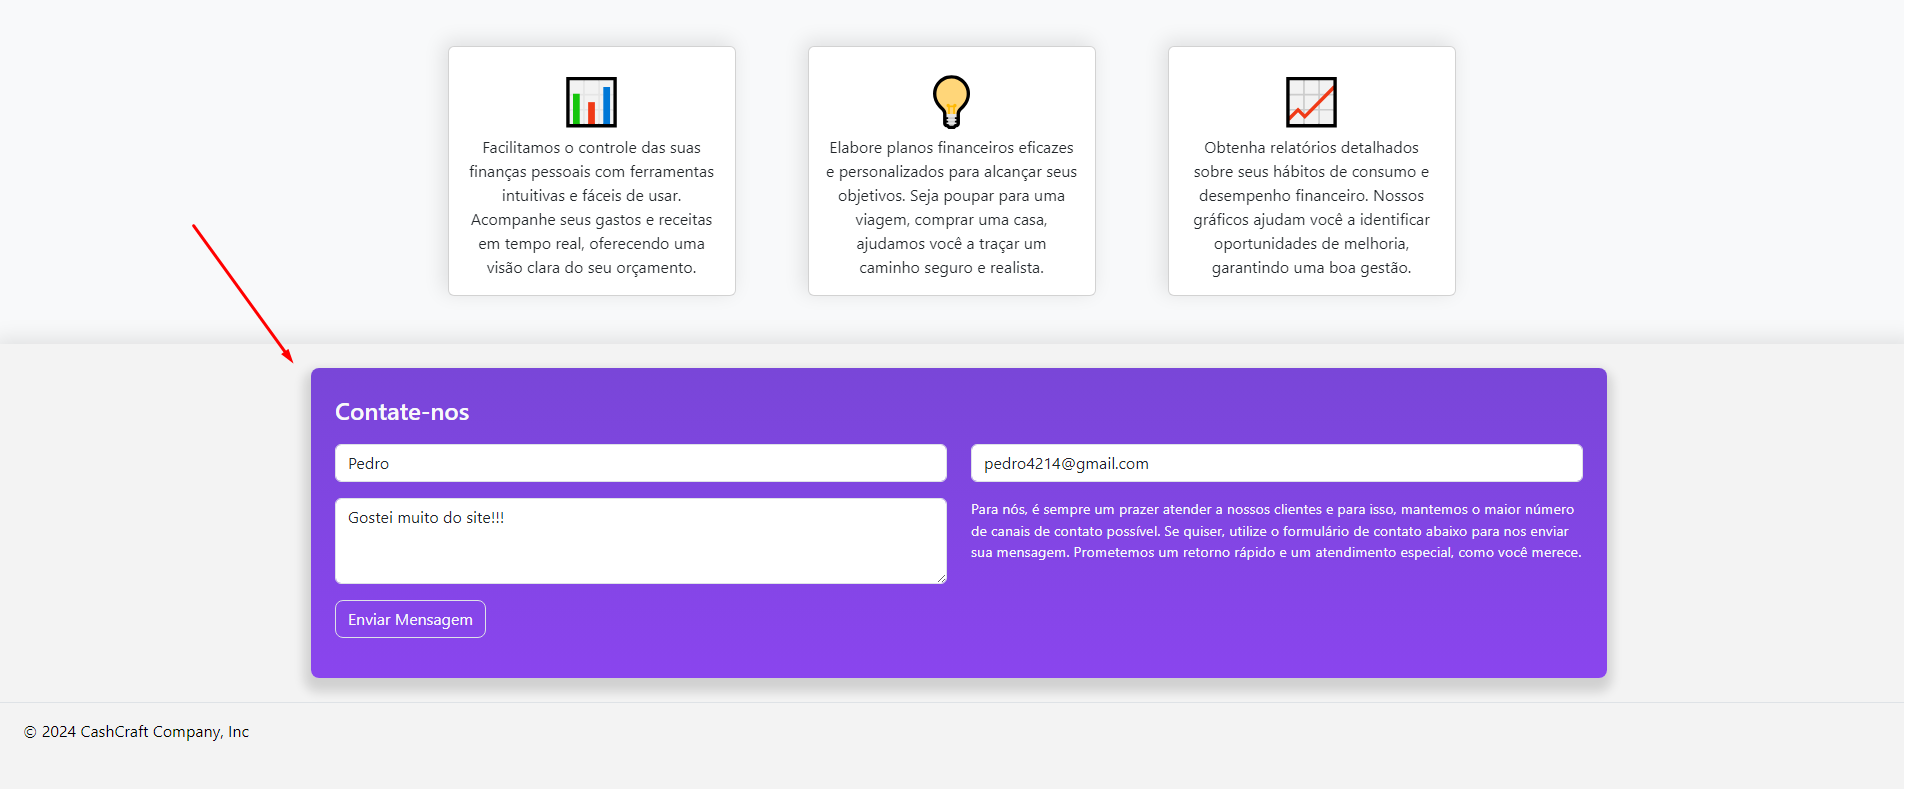 Facilitamos o controle das suas
finanças pessoais com ferramentas
intuitivas e fáceis de usar.
Acompanhe seus gastos e receitas
em tempo real, oferecendo uma
visão clara do seu orçamento.
Elabore planos financeiros eficazes
e personalizados para alcançar seus
objetivos. Seja poupar para uma
viagem, comprar uma casa,
ajudamos você a traçar um
caminho seguro e realista.
Obtenha relatórios detalhados
sobre seus hábitos de consumo e
desempenho financeiro. Nossos
gráficos ajudam você a identificar
oportunidades de melhoria,
garantindo uma boa gestão.
Contate-nos
Pedro
pedro4214@gmail.com
Gostei muito do site!!!
Para nós, é sempre um prazer atender a nossos clientes e para isso, mantemos o maior número
de canais de contato possível. Se quiser, utilize o formulário de contato abaixo para nos enviar
sua mensagem. Prometemos um retorno rápido e um atendimento especial, como você merece.
Enviar Mensagem
© 2024 CashCraft Company, Inc